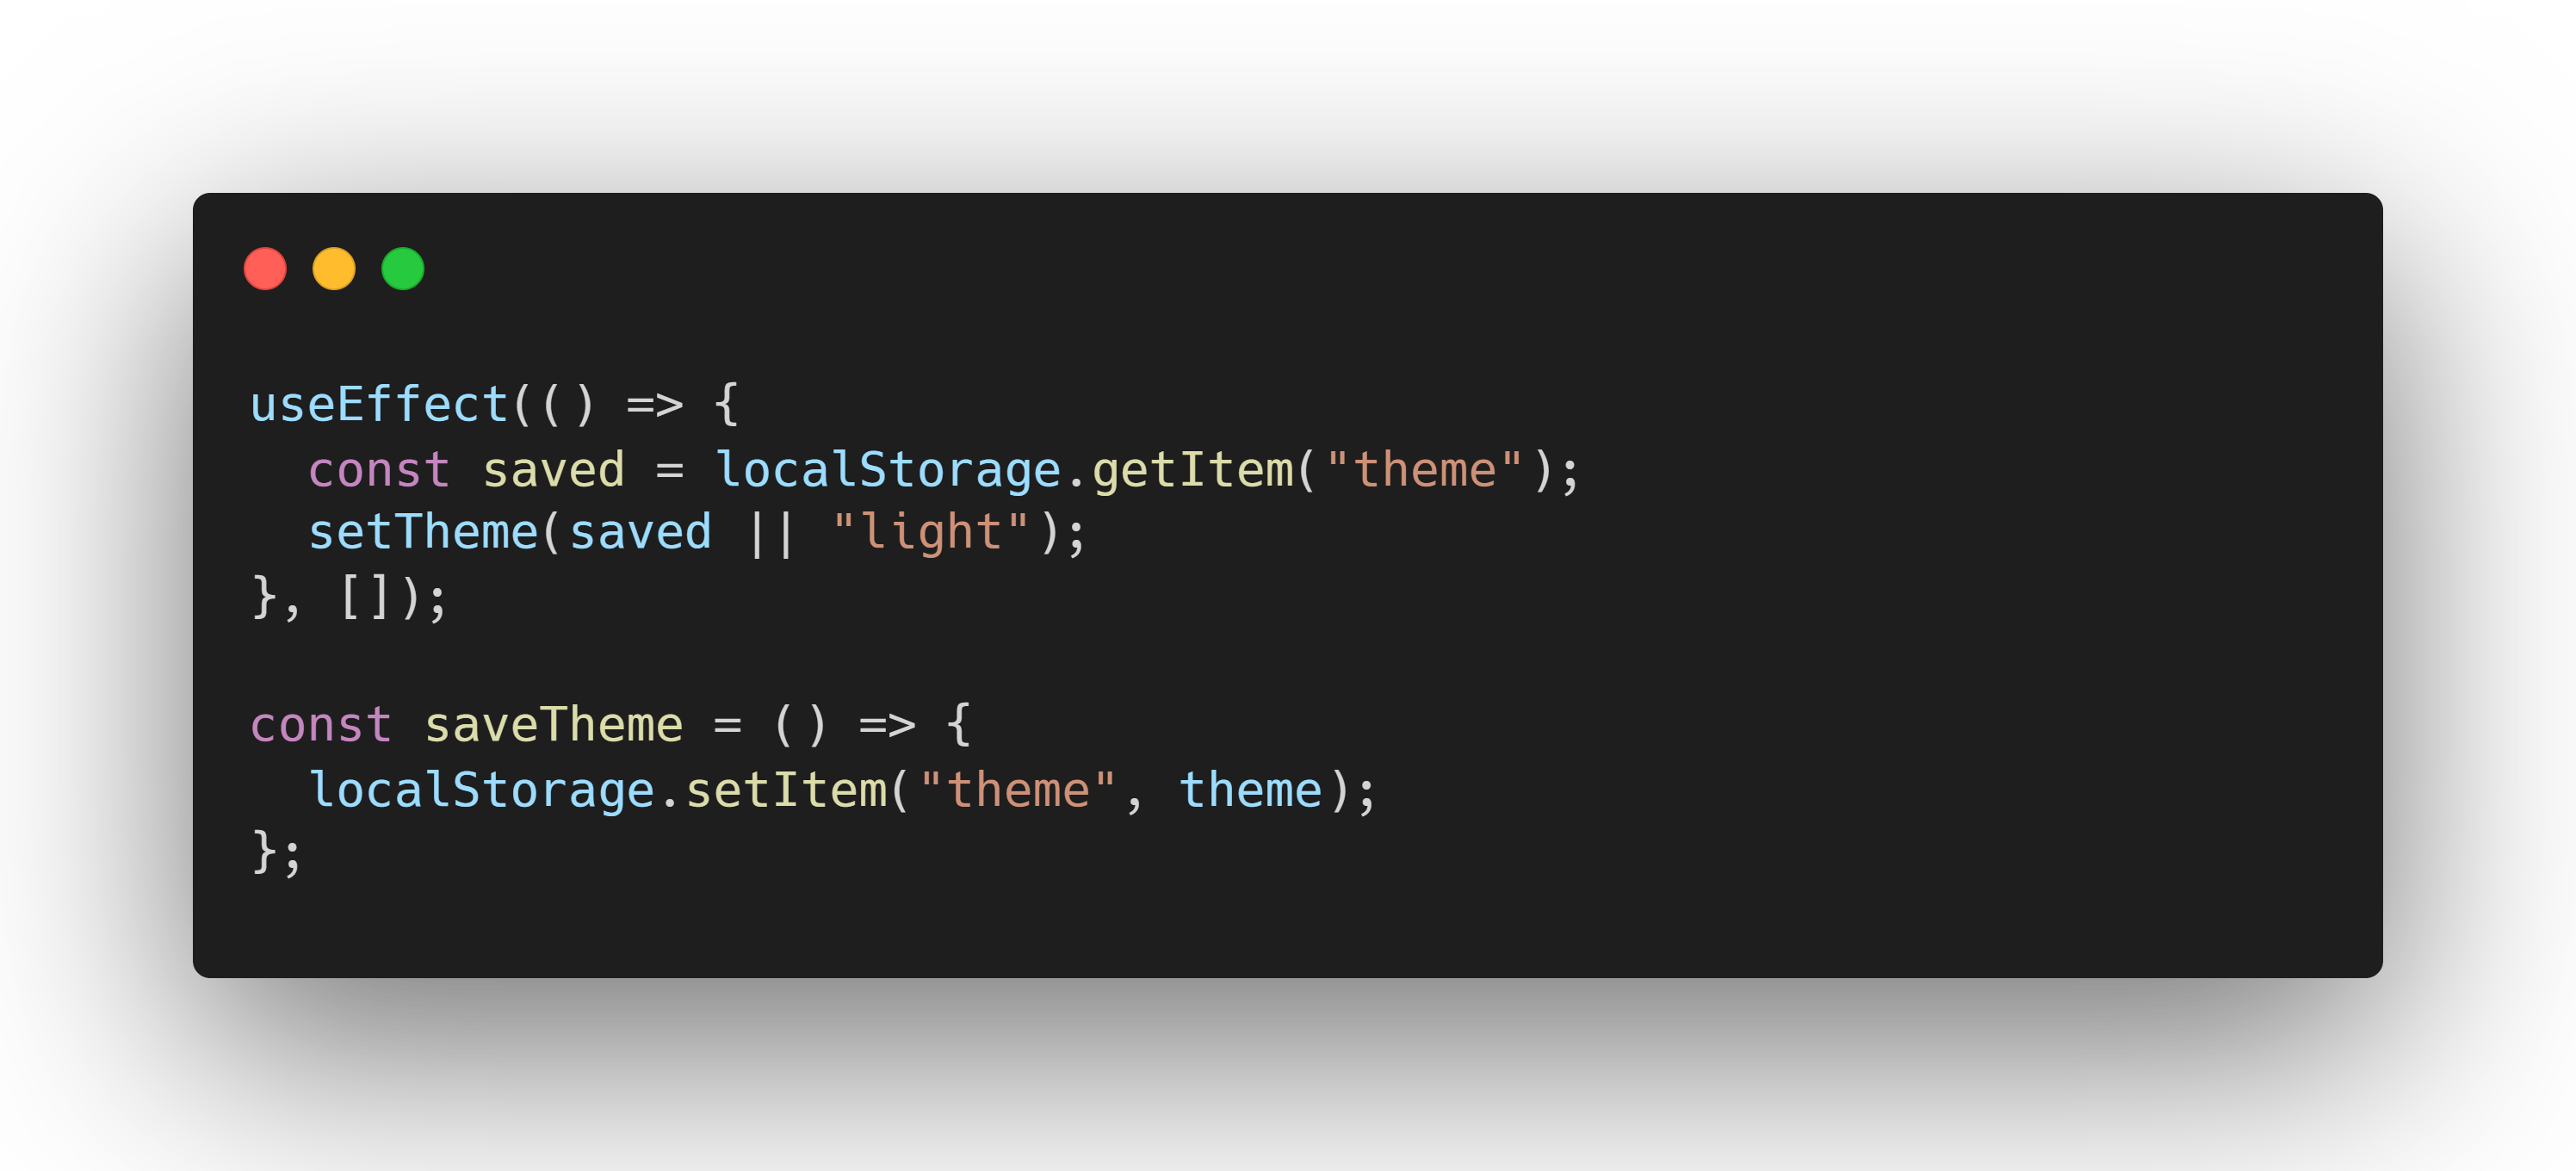 useEffect(() => {
  const saved = localStorage.getItem("theme");
  setTheme(saved || "light");
}, []);

const saveTheme = () => {
  localStorage.setItem("theme", theme);
};